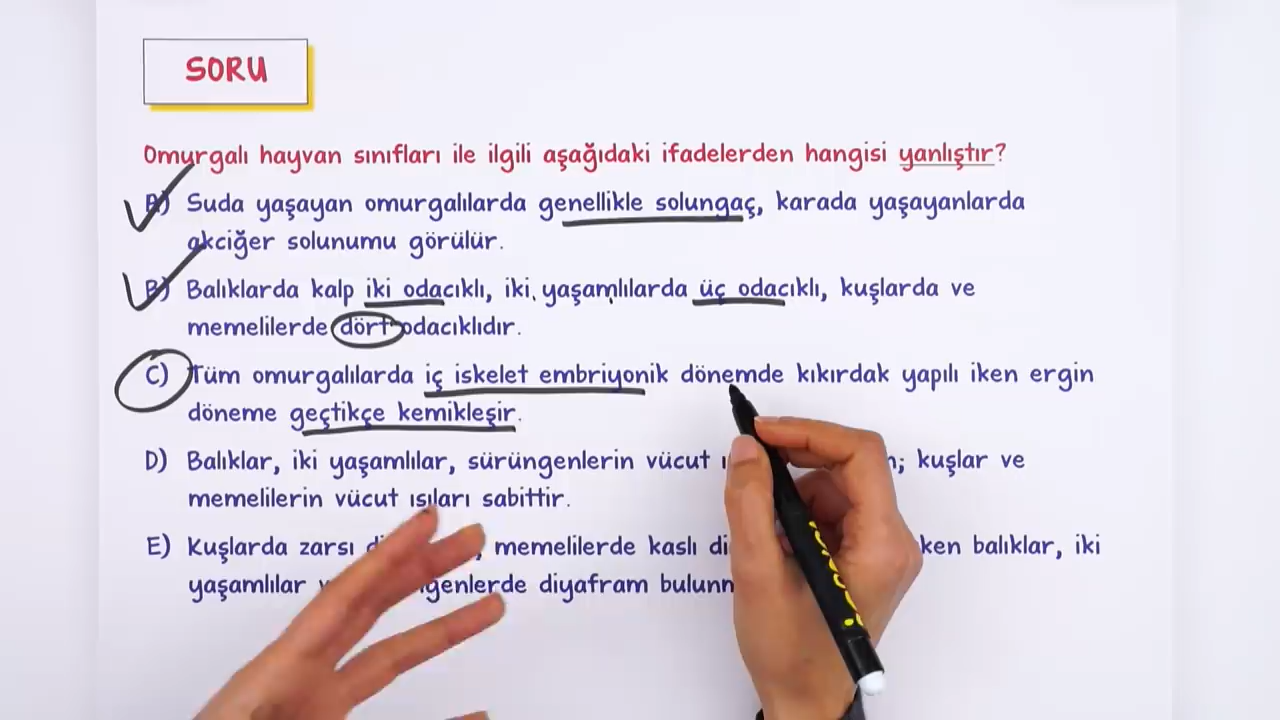 SORU
Omurgalı hayvan sınıfları ile ilgili aşağıdaki ifadelerden hangisi yanlıştır?
A) Suda yaşayan omurgalılarda genellikle solungaç, karada yaşayanlarda
akciğer solunumu görülür.
B) Balıklarda kalp iki odacıklı, iki yaşamlılarda üç odacıklı, kuşlarda ve
memelilerde dört odacıklıdır.
C) Tüm omurgalılarda iç iskelet embriyonik dönemde kıkırdak yapılı iken ergin
döneme geçtikçe kemikleşir.
D) Balıklar, iki yaşamlılar, sürüngenlerin vücut kuşlar ve
memelilerin vücut ısıları sabittir.
E) Kuşlarda zarsı memelilerde kaslı balıklar, iki
yaşamlılar diyafram